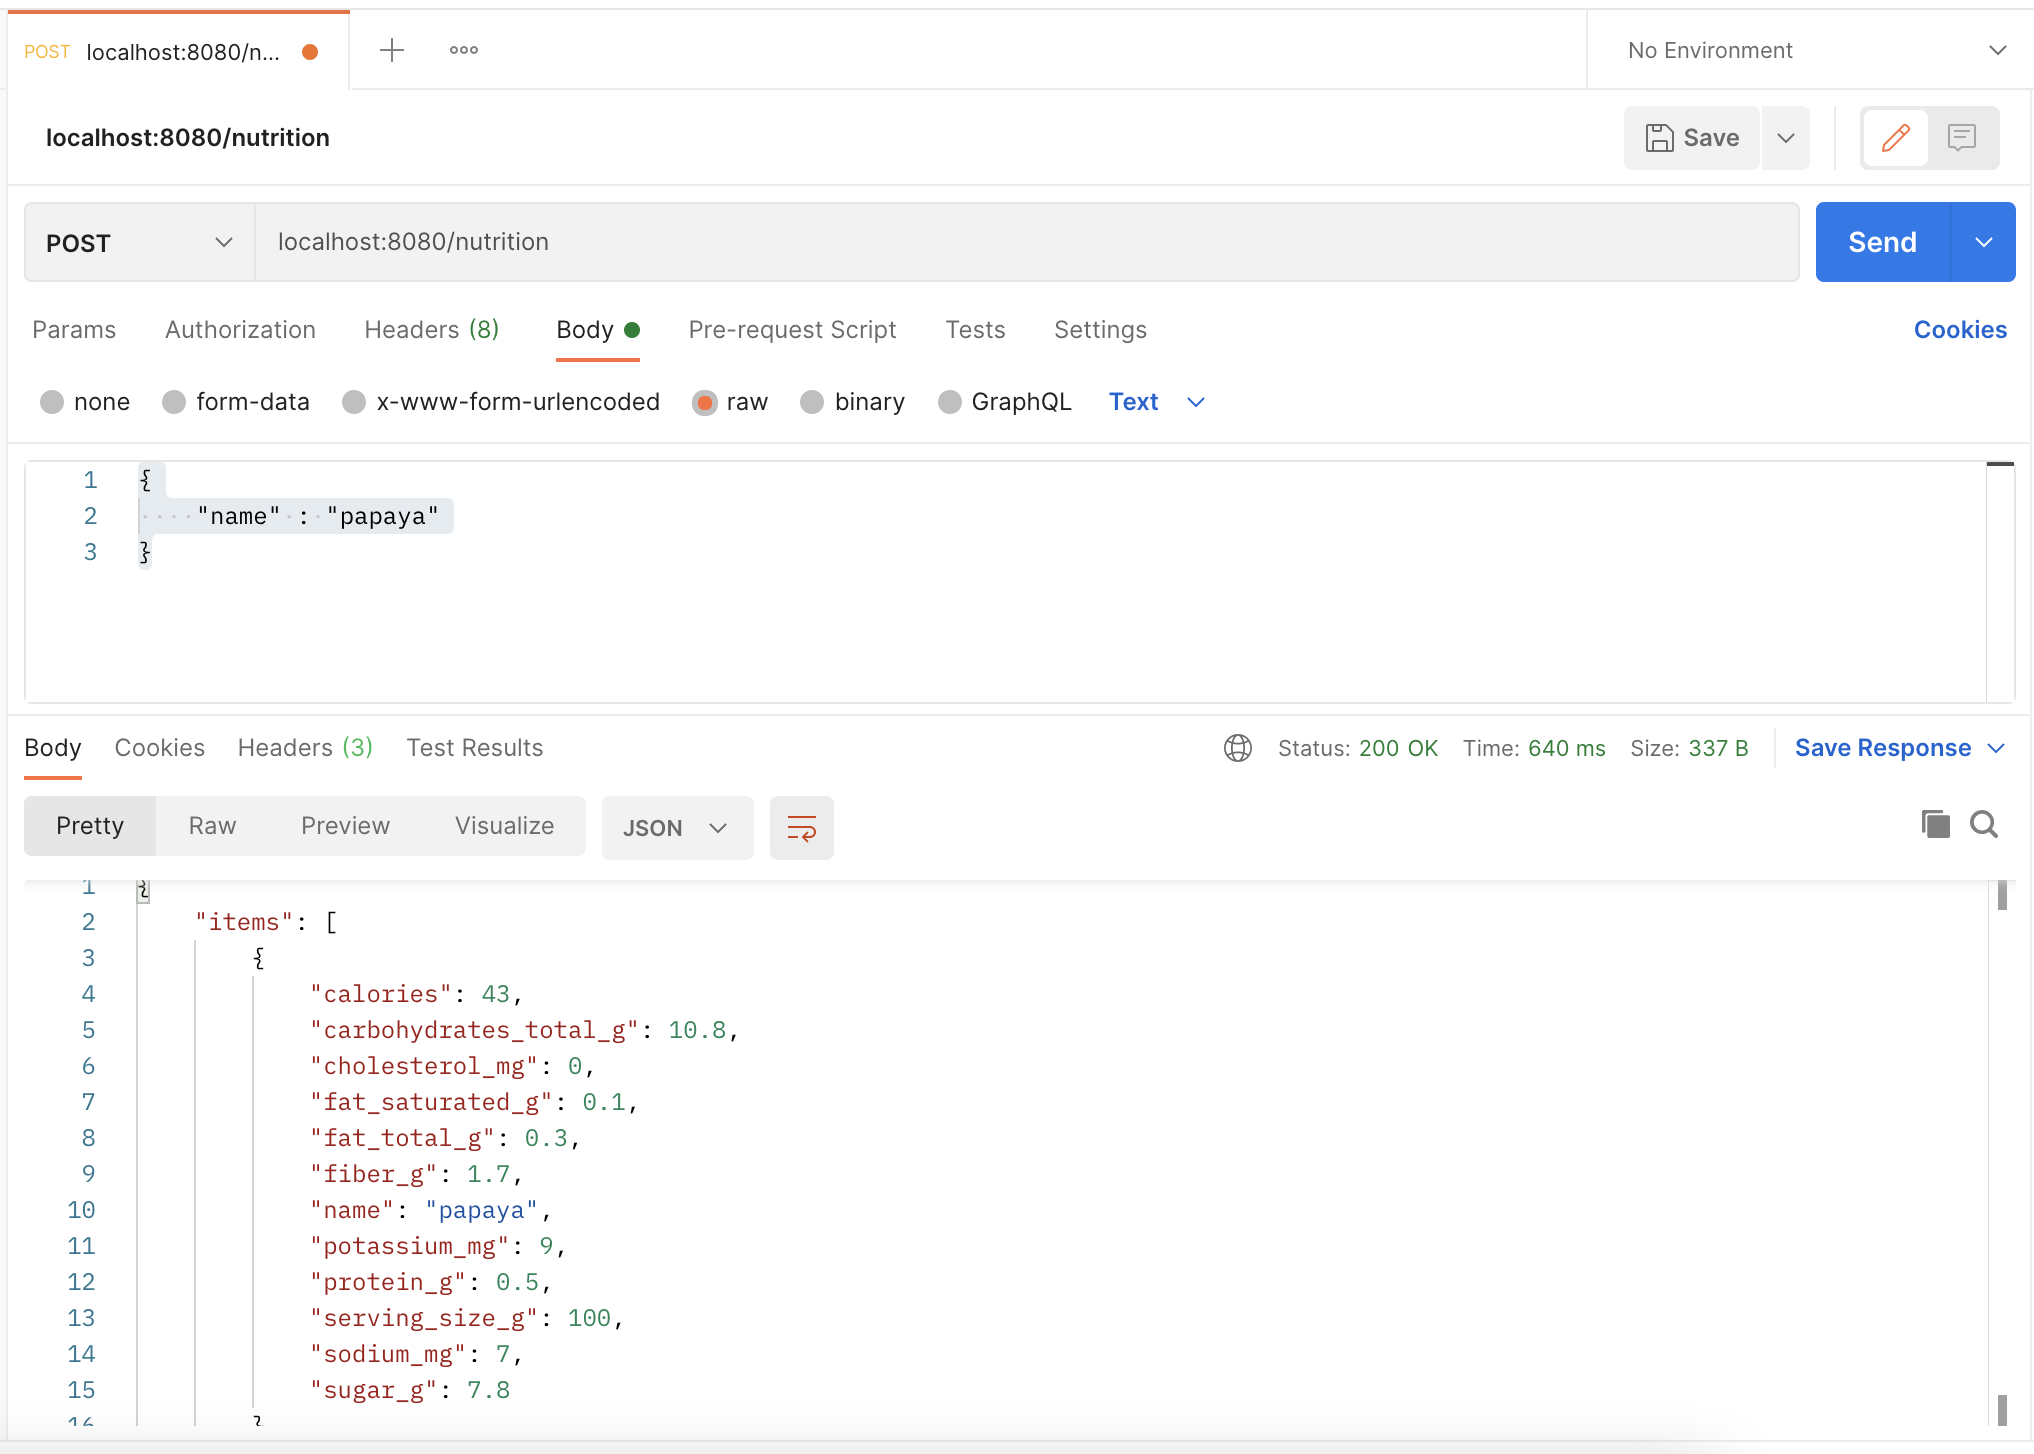 POST localhost:8080/n... No Environment
localhost:8080/nutrition Save
POST localhost:8080/nutrition Send
Params Authorization Headers (8) Body Pre-request Script Tests Settings Cookies
none form-data x-www-form-urlencoded raw binary GraphQL Text
1 {
2 "name" : "papaya"
3 }
Body Cookies Headers (3) Test Results Status: 200 OK Time: 640 ms Size: 337 B Save Response
Pretty Raw Preview Visualize JSON
1 {
2 "items": [
3 {
4 "calories": 43,
5 "carbohydrates_total_g": 10.8,
6 "cholesterol_mg": 0,
7 "fat_saturated_g": 0.1,
8 "fat_total_g": 0.3,
9 "fiber_g": 1.7,
10 "name": "papaya",
11 "potassium_mg": 9,
12 "protein_g": 0.5,
13 "serving_size_g": 100,
14 "sodium_mg": 7,
15 "sugar_g": 7.8
16 }